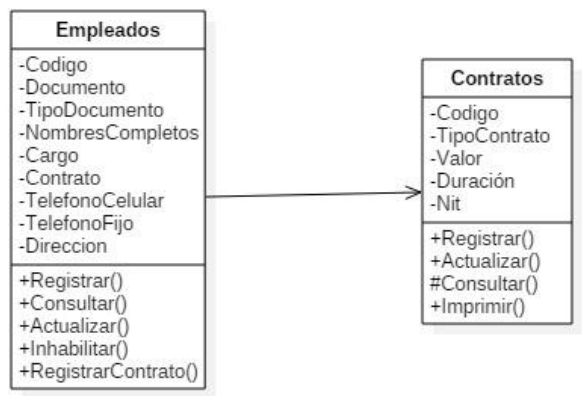 Empleados
-Codigo
-Documento
-TipoDocumento
-NombresCompletos
-Cargo
-Contrato
-TelefonoCelular
-TelefonoFijo
-Direccion
+Registrar()
+Consultar()
+Actualizar()
+Inhabilitar()
+RegistrarContrato()
Contratos
-Codigo
-TipoContrato
-Valor
-Duración
-Nit
+Registrar()
+Actualizar()
#Consultar()
+Imprimir()